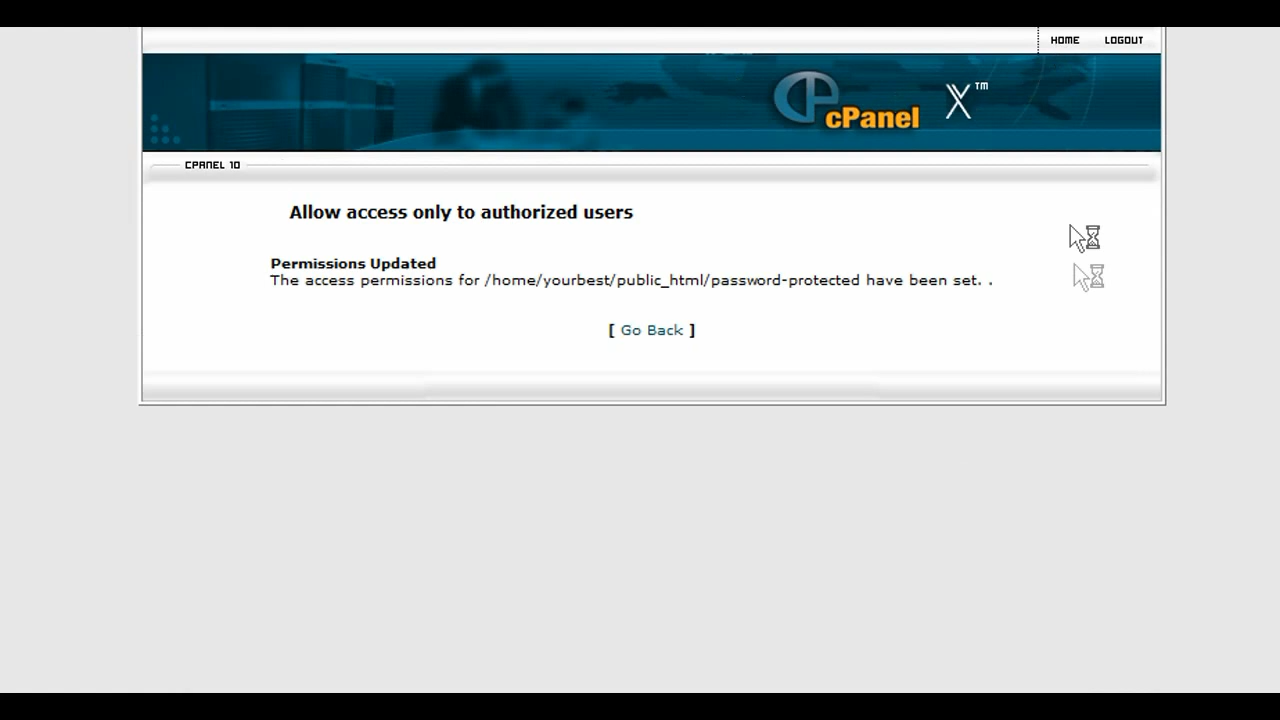 HOME LOGOUT
cPanel X™
CPANEL 10
Allow access only to authorized users
Permissions Updated
The access permissions for /home/yourbest/public_html/password-protected have been set. .
[ Go Back ]